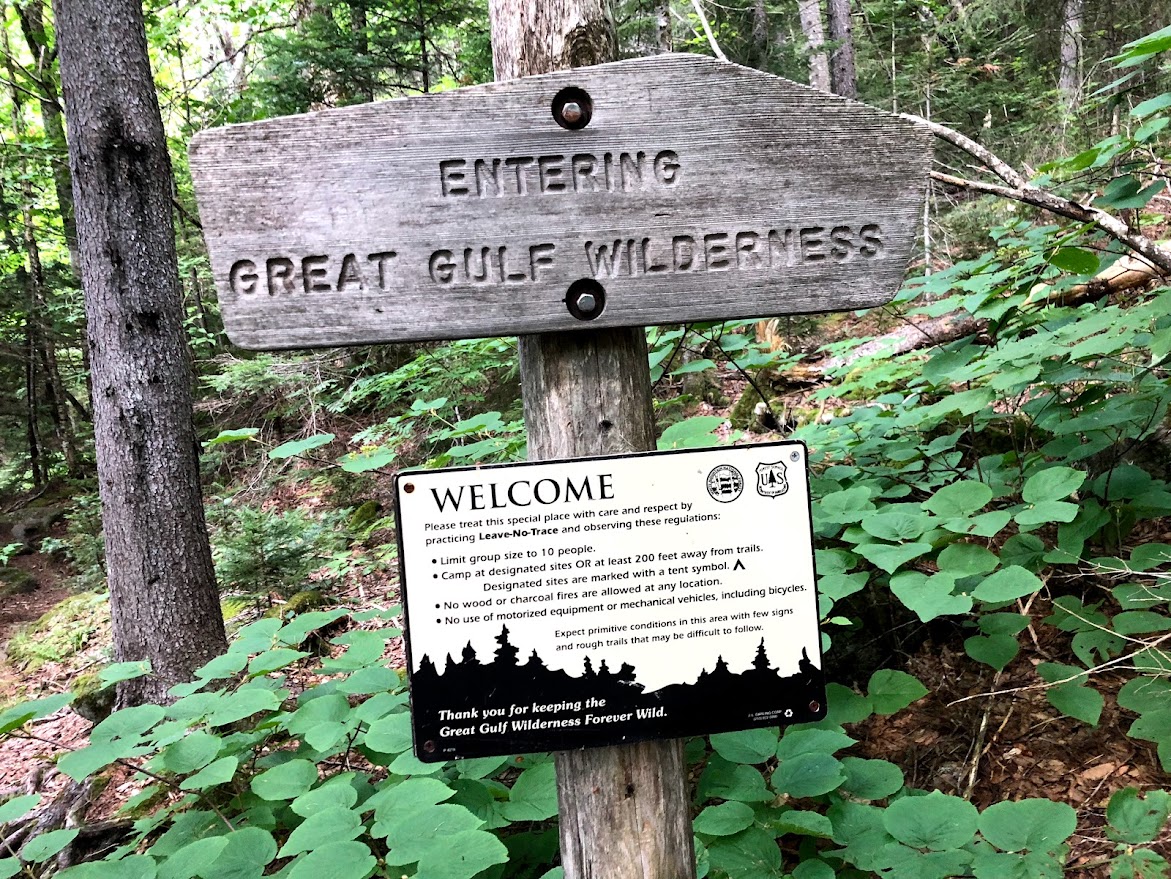 ENTERING
GREAT GULF WILDERNESS
WELCOME
Please treat this special place with care and respect by
practicing Leave-No-Trace and observing these regulations:
• Limit group size to 10 people.
• Camp at designated sites OR at least 200 feet away from trails.
Designated sites are marked with a tent symbol.
• No wood or charcoal fires are allowed at any location.
• No use of motorized equipment or mechanical vehicles, including bicycles.
Expect primitive conditions in this area with few signs
and rough trails that may be difficult to follow.
Thank you for keeping the
Great Gulf Wilderness Forever Wild.
US